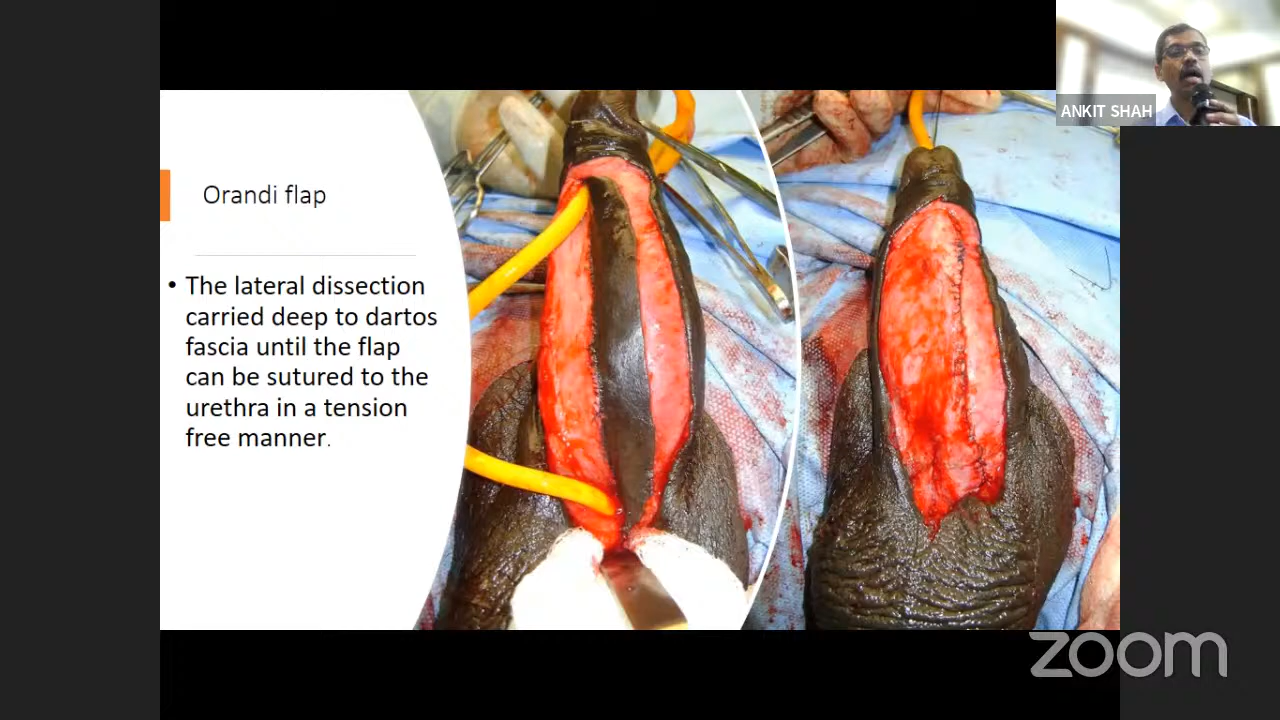 ANKIT SHAH
Orandi flap
• The lateral dissection
carried deep to dartos
fascia until the flap
can be sutured to the
urethra in a tension
free manner.
zoom